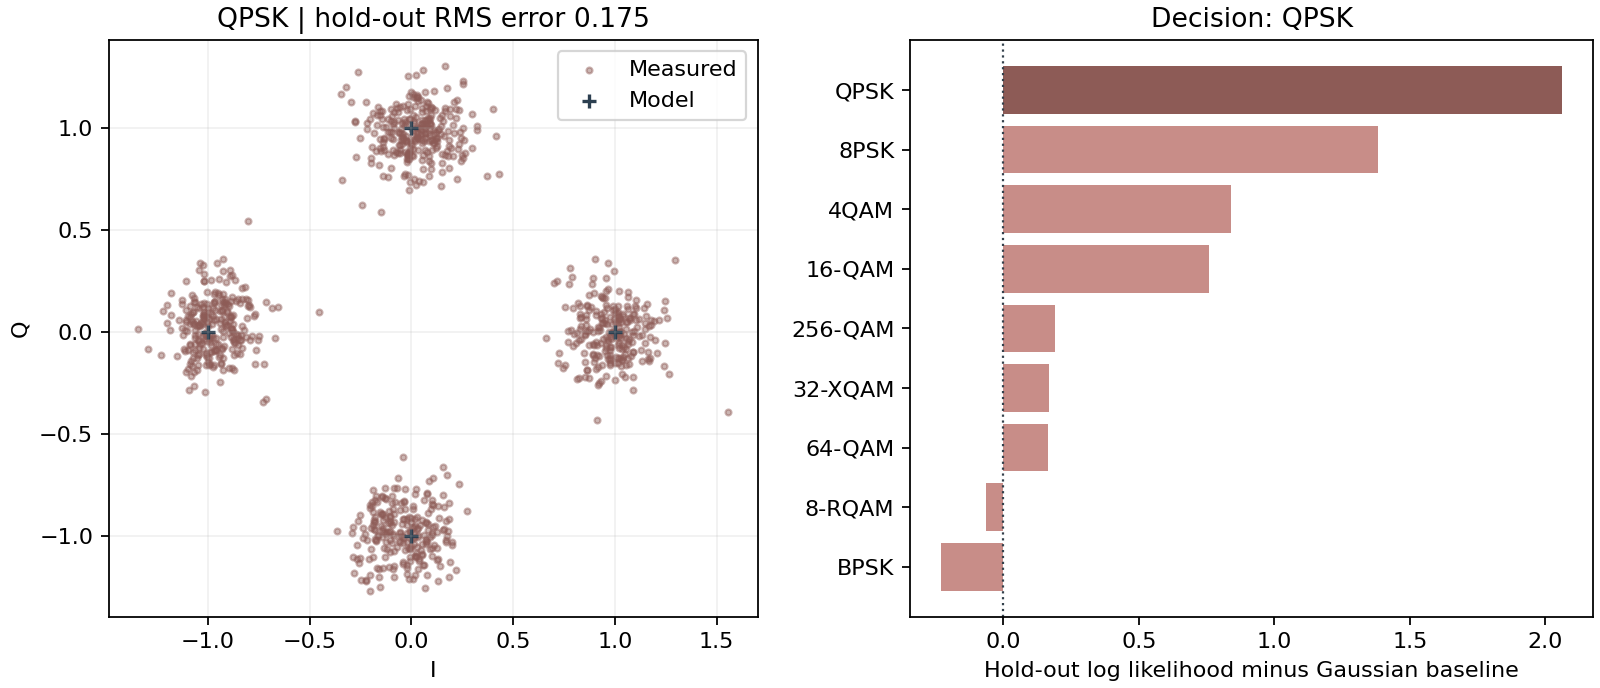 QPSK | hold-out RMS error 0.175
Measured
Model
1.0
0.5
0.0
−0.5
−1.0
Q
−1.0
−0.5
0.0
0.5
1.0
1.5
I
Decision: QPSK
QPSK
8PSK
4QAM
16-QAM
256-QAM
32-XQAM
64-QAM
8-RQAM
BPSK
0.0
0.5
1.0
1.5
2.0
Hold-out log likelihood minus Gaussian baseline